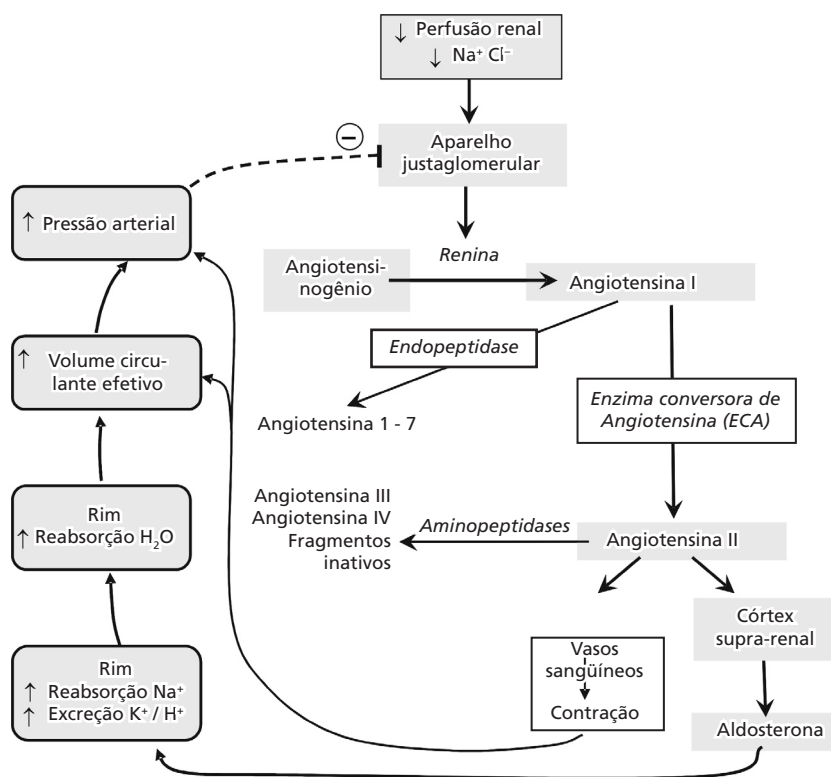 ↓ Perfusão renal
↓ Na⁺ Cl⁻
Aparelho
justaglomerular
−
↑ Pressão arterial
Renina
Angiotensi-
nogênio
Angiotensina I
Endopeptidase
↑ Volume circu-
lante efetivo
Enzima conversora de
Angiotensina (ECA)
Angiotensina 1 - 7
Angiotensina III
Angiotensina IV
Fragmentos
inativos
Aminopeptidases
Angiotensina II
Rim
↑ Reabsorção H₂O
Córtex
supra-renal
Vasos
sangüíneos
Contração
Rim
↑ Reabsorção Na⁺
↑ Excreção K⁺ / H⁺
Aldosterona